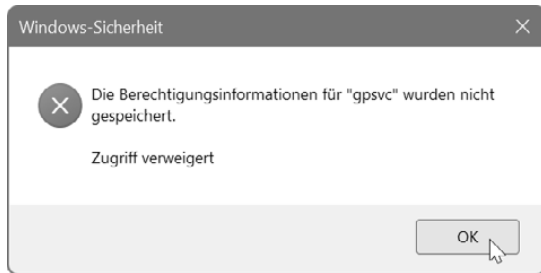 Windows-Sicherheit
Die Berechtigungsinformationen für "gpsvc" wurden nicht
gespeichert.
Zugriff verweigert
OK